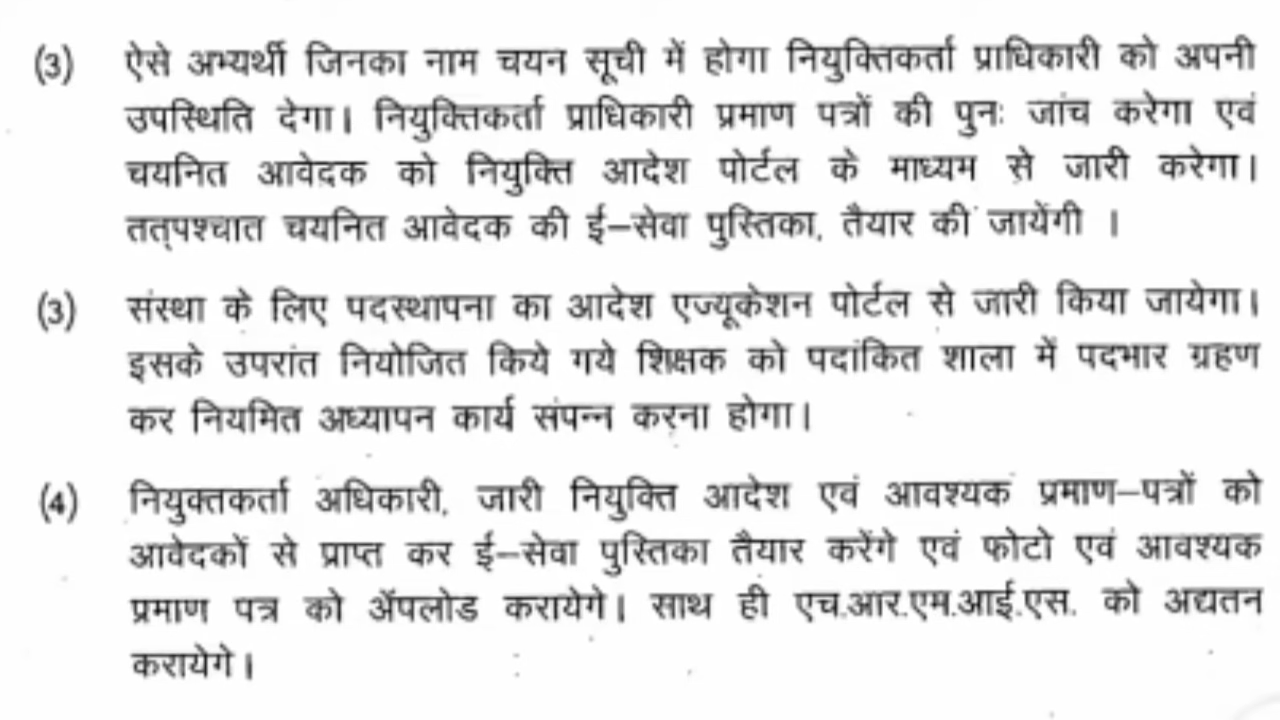 (3) ऐसे अभ्यर्थी जिनका नाम चयन सूची में होगा नियुक्तिकर्ता प्राधिकारी को अपनी
उपस्थिति देगा। नियुक्तिकर्ता प्राधिकारी प्रमाण पत्रों की पुनः जांच करेगा एवं
चयनित आवेदक को नियुक्ति आदेश पोर्टल के माध्यम से जारी करेगा।
तत्पश्चात चयनित आवेदक की ई–सेवा पुस्तिका, तैयार की जायेंगी ।
(3) संस्था के लिए पदस्थापना का आदेश एज्यूकेशन पोर्टल से जारी किया जायेगा।
इसके उपरांत नियोजित किये गये शिक्षक को पदांकित शाला में पदभार ग्रहण
कर नियमित अध्यापन कार्य संपन्न करना होगा।
(4) नियुक्तकर्ता अधिकारी, जारी नियुक्ति आदेश एवं आवश्यक प्रमाण–पत्रों को
आवेदकों से प्राप्त कर ई–सेवा पुस्तिका तैयार करेंगे एवं फोटो एवं आवश्यक
प्रमाण पत्र को ॲपलोड करायेगे। साथ ही एच.आर.एम.आई.एस. को अद्यतन
करायेगे।